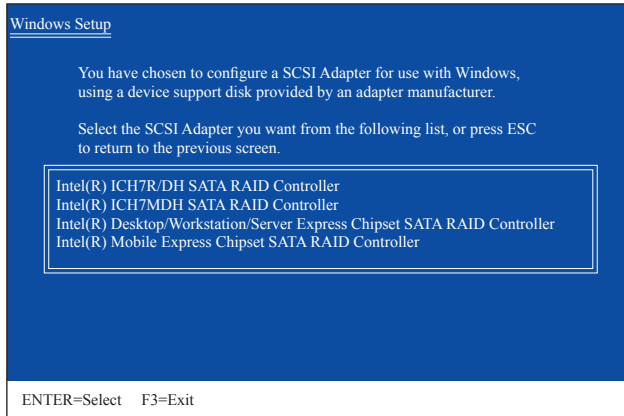 Windows Setup
You have chosen to configure a SCSI Adapter for use with Windows,
using a device support disk provided by an adapter manufacturer.
Select the SCSI Adapter you want from the following list, or press ESC
to return to the previous screen.
Intel(R) ICH7R/DH SATA RAID Controller
Intel(R) ICH7MDH SATA RAID Controller
Intel(R) Desktop/Workstation/Server Express Chipset SATA RAID Controller
Intel(R) Mobile Express Chipset SATA RAID Controller
ENTER=Select F3=Exit